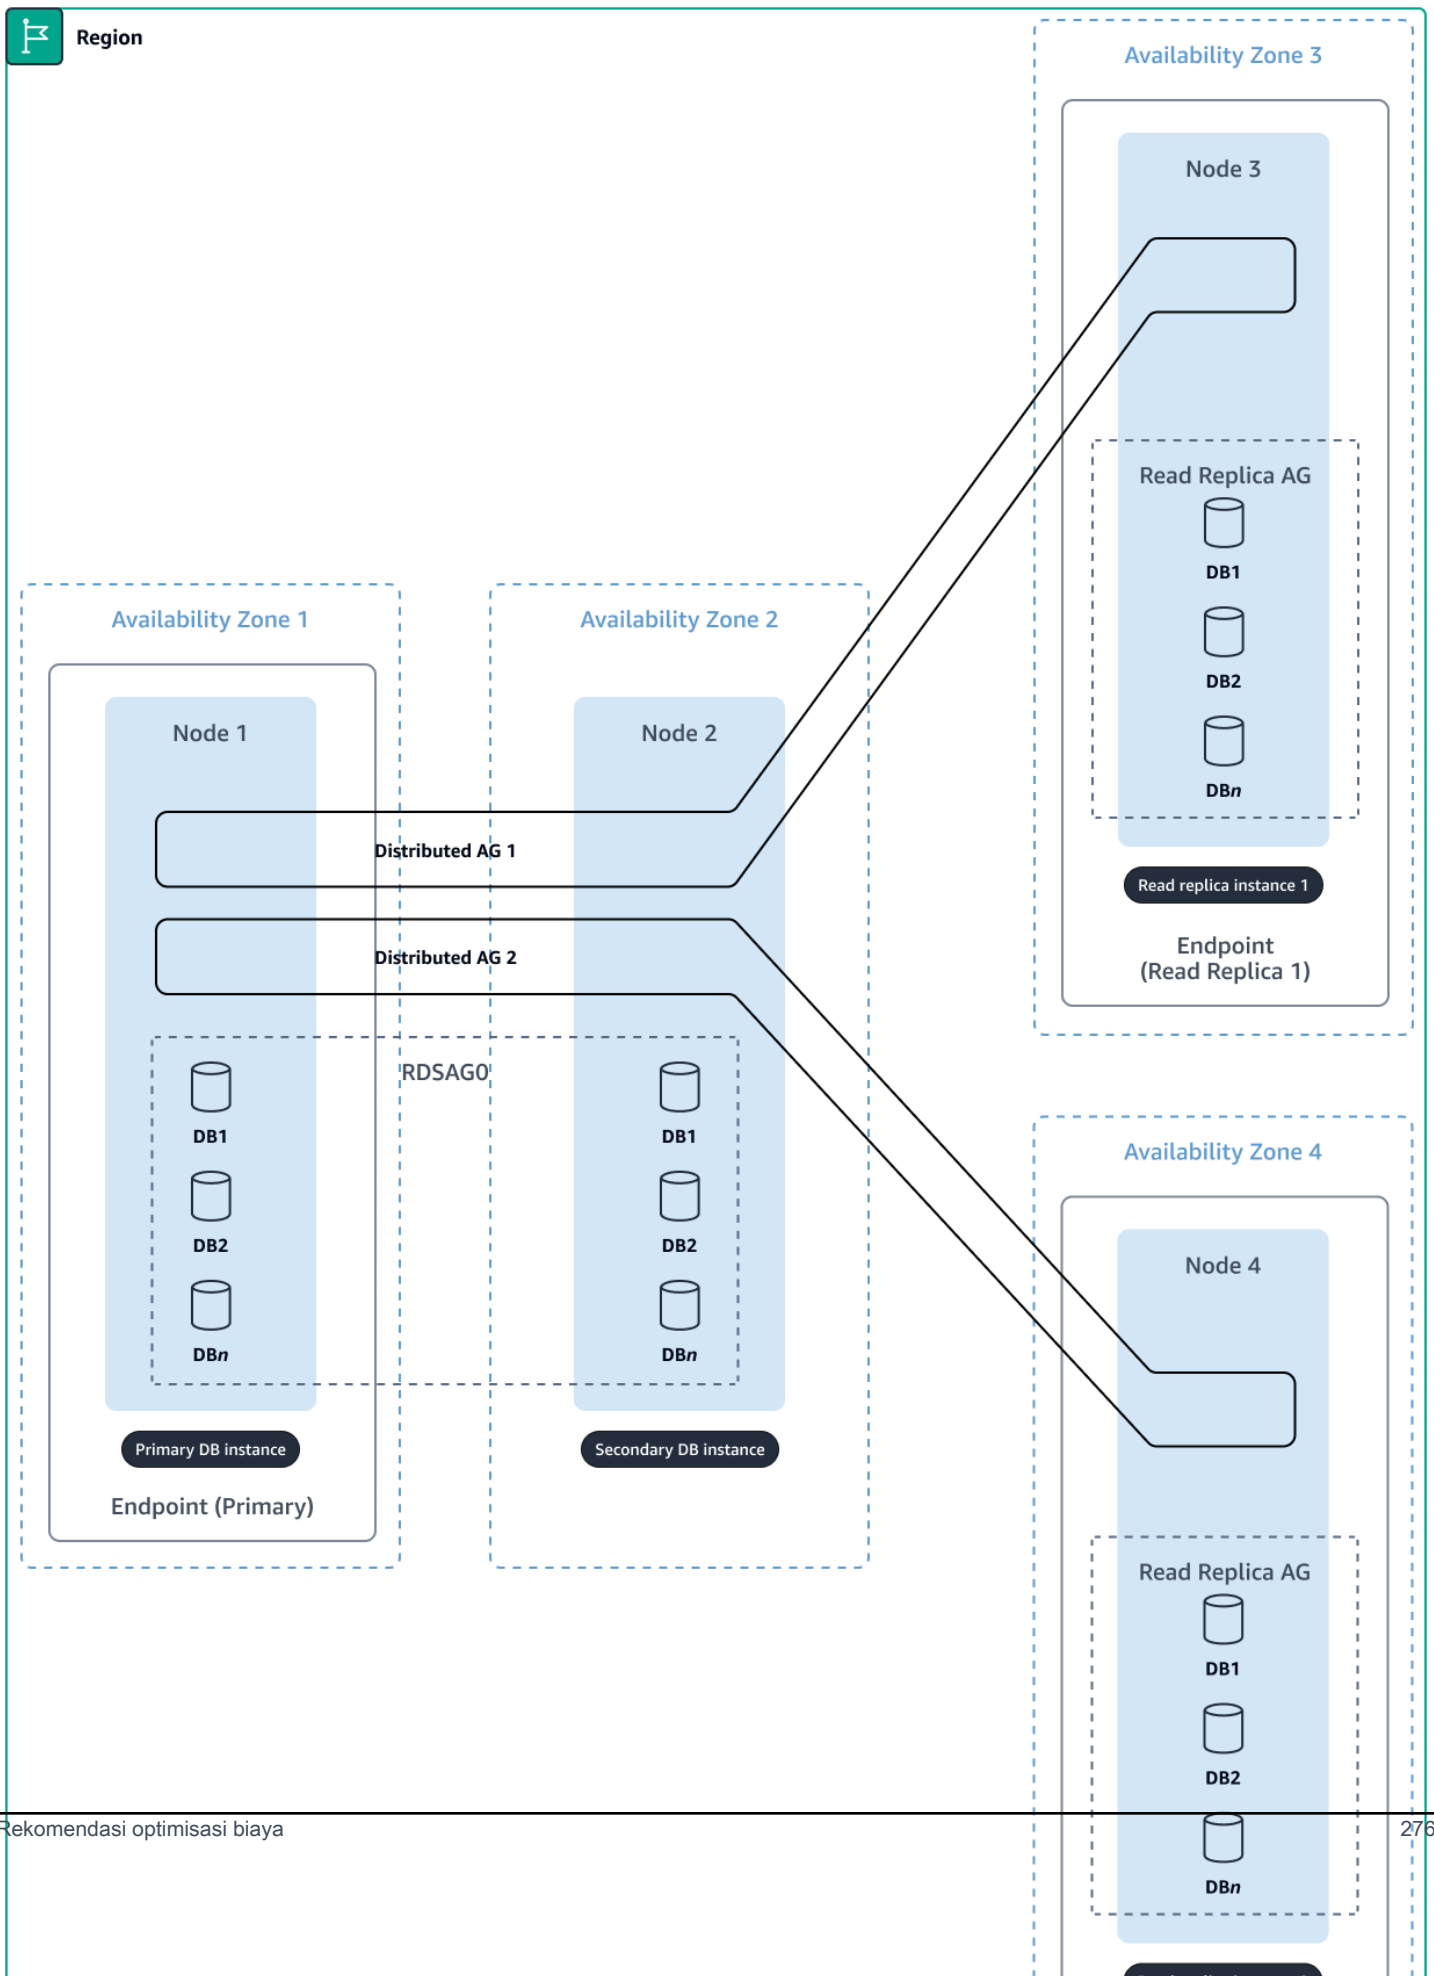 Region
Availability Zone 3
Node 3
Read Replica AG
DB1
DB2
DBn
Read replica instance 1
Endpoint
(Read Replica 1)
Availability Zone 1
Node 1
Availability Zone 2
Node 2
Distributed AG 1
Distributed AG 2
RDSAG0
DB1
DB2
DBn
DB1
DB2
DBn
Primary DB instance
Endpoint (Primary)
Secondary DB instance
Availability Zone 4
Node 4
Read Replica AG
DB1
DB2
DBn
Rekomendasi optimisasi biaya
276